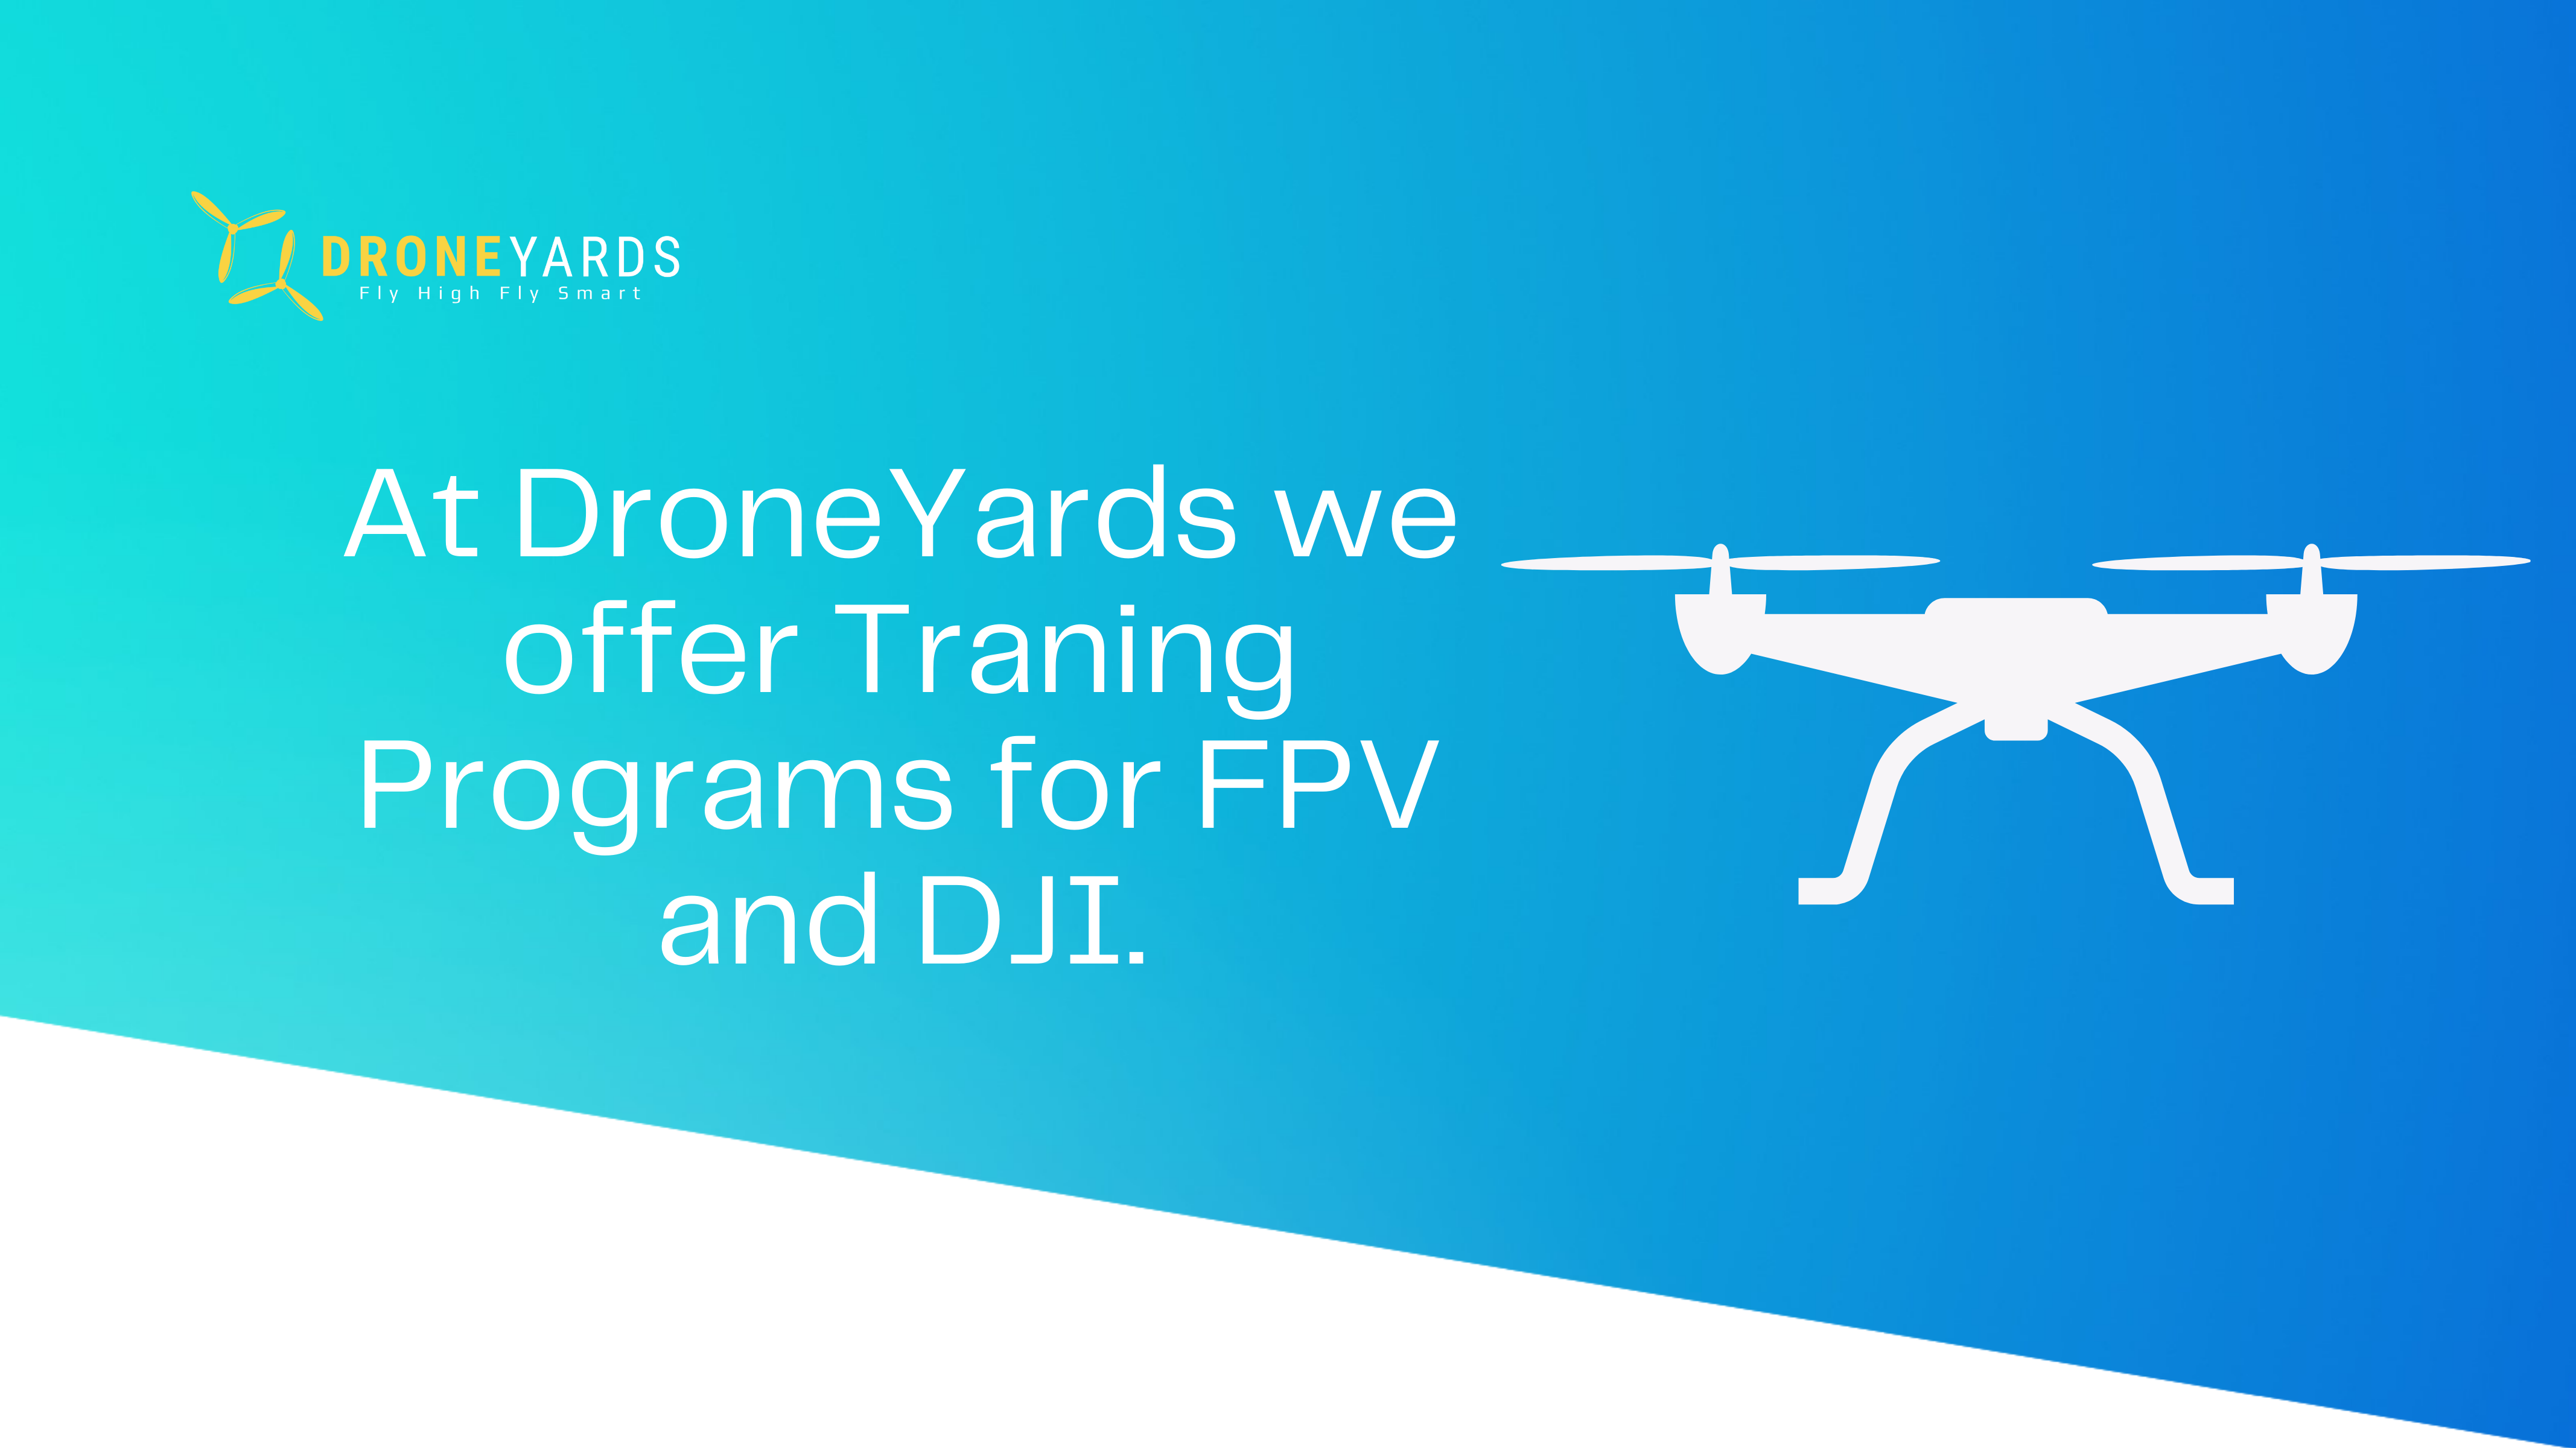 DRONEYARDS
Fly High Fly Smart
At DroneYards we
offer Traning
Programs for FPV
and DJI.